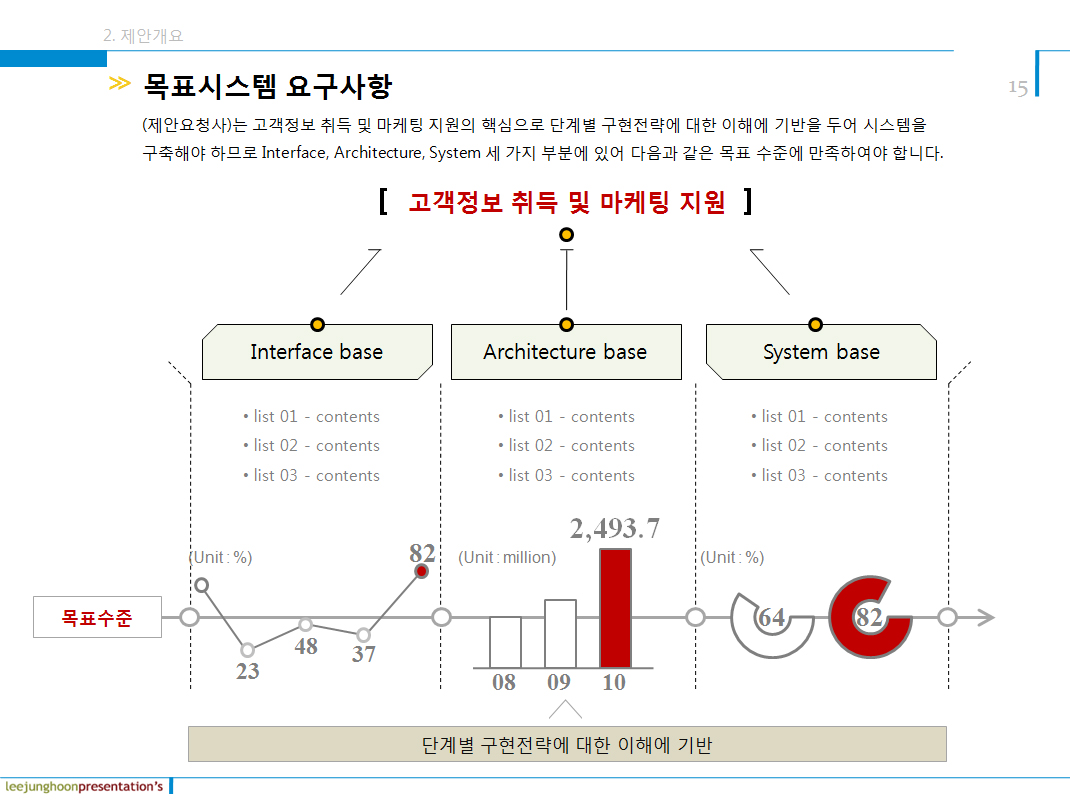 2. 제안개요
15
목표시스템 요구사항
(제안요청사)는 고객정보 취득 및 마케팅 지원의 핵심으로 단계별 구현전략에 대한 이해에 기반을 두어 시스템을
구축해야 하므로 Interface, Architecture, System 세 가지 부분에 있어 다음과 같은 목표 수준에 만족하여야 합니다.
[ 고객정보 취득 및 마케팅 지원 ]
Interface base
Architecture base
System base
• list 01 - contents
• list 02 - contents
• list 03 - contents
• list 01 - contents
• list 02 - contents
• list 03 - contents
• list 01 - contents
• list 02 - contents
• list 03 - contents
목표수준
(Unit : %)
82
23
48
37
(Unit : million)
2,493.7
08
09
10
(Unit : %)
64
82
단계별 구현전략에 대한 이해에 기반
leejunghoonpresentation's